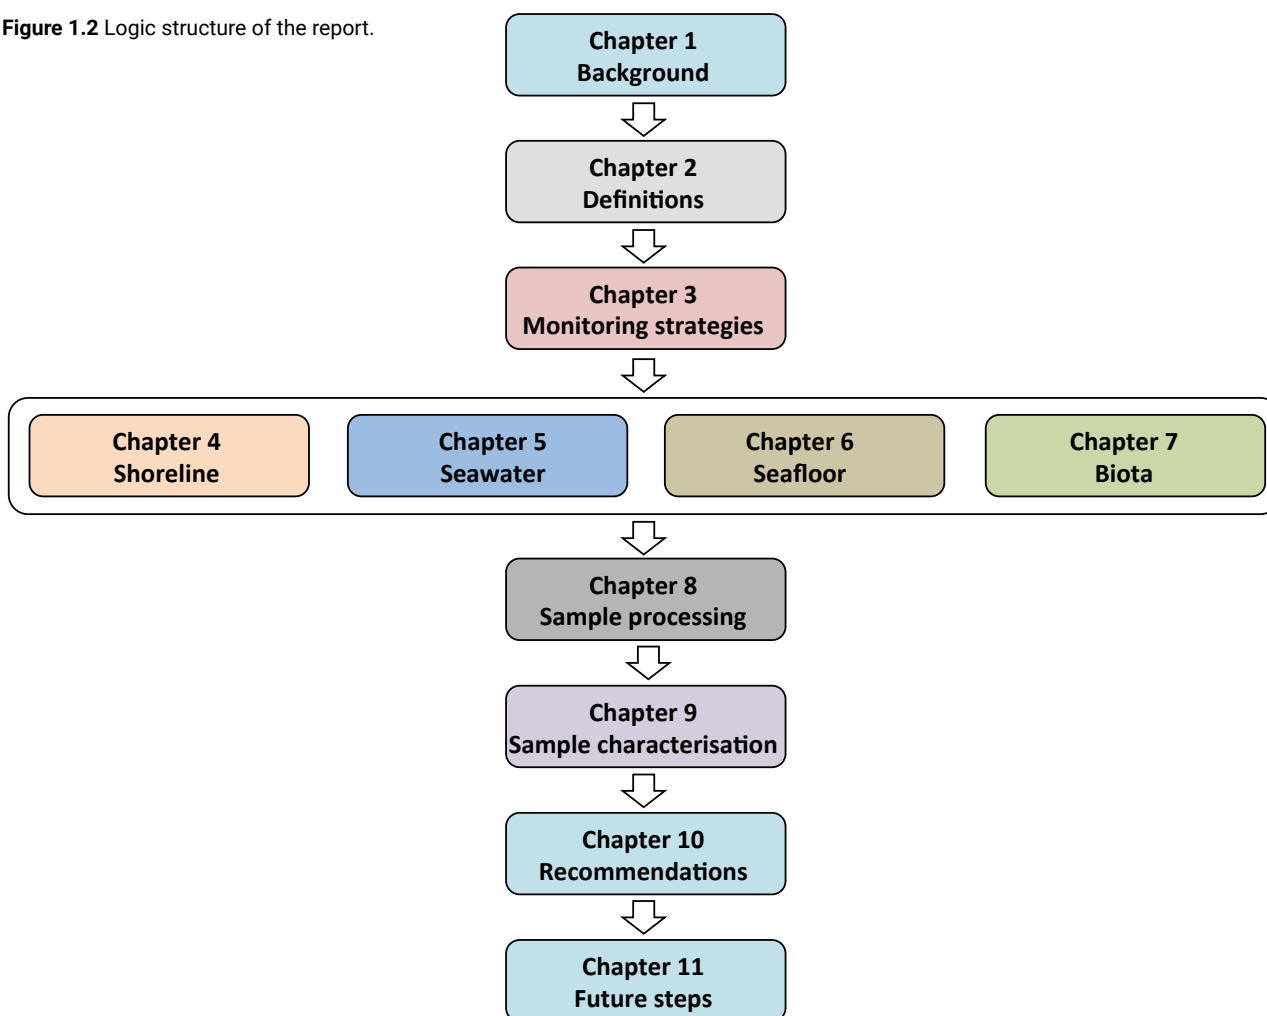 Figure 1.2 Logic structure of the report.
Chapter 1
Background
Chapter 2
Definitions
Chapter 3
Monitoring strategies
Chapter 4
Shoreline
Chapter 5
Seawater
Chapter 6
Seafloor
Chapter 7
Biota
Chapter 8
Sample processing
Chapter 9
Sample characterisation
Chapter 10
Recommendations
Chapter 11
Future steps